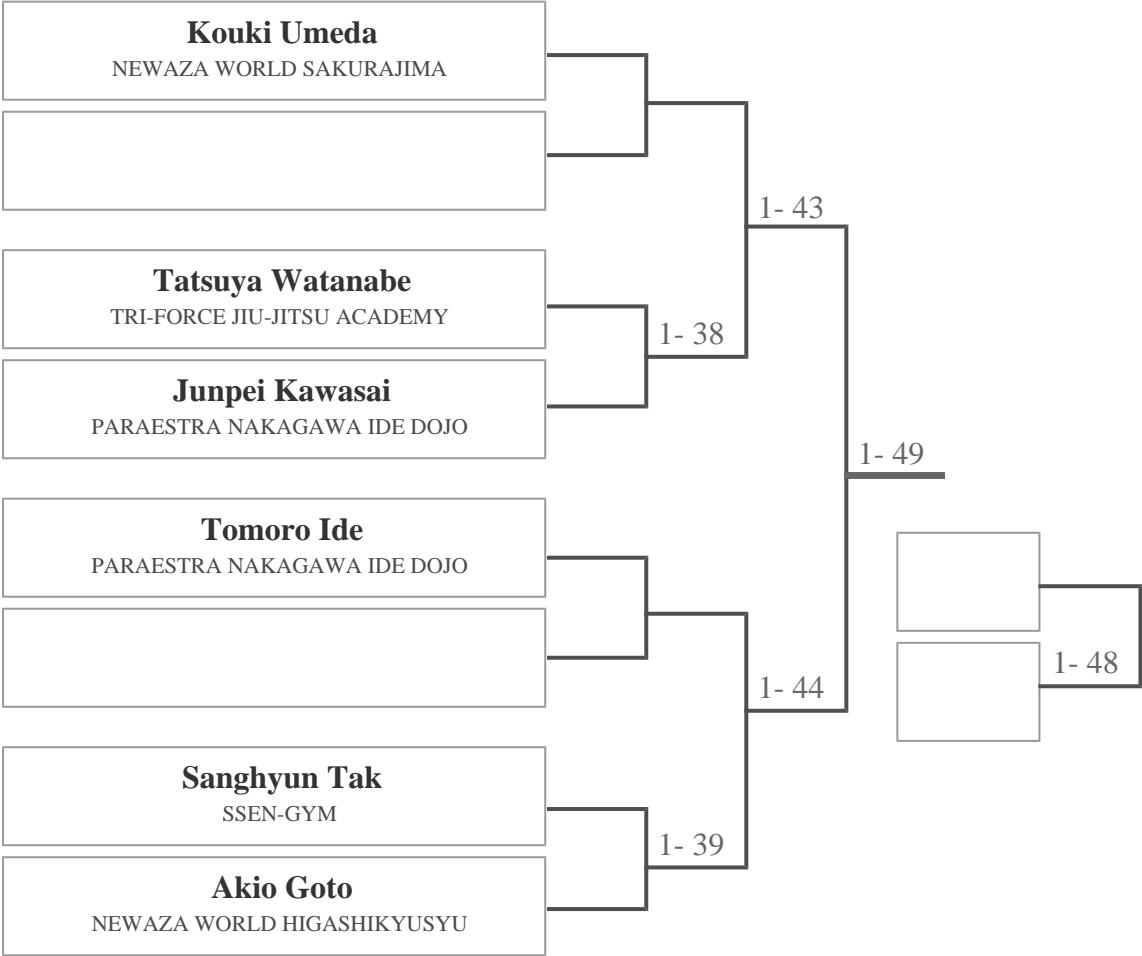 Kouki Umeda
NEWAZA WORLD SAKURAJIMA
1- 43
Tatsuya Watanabe
TRI-FORCE JIU-JITSU ACADEMY
1- 38
Junpei Kawasai
PARAESTRA NAKAGAWA IDE DOJO
1- 49
Tomoro Ide
PARAESTRA NAKAGAWA IDE DOJO
1- 48
1- 44
Sanghyun Tak
SSEN-GYM
1- 39
Akio Goto
NEWAZA WORLD HIGASHIKYUSYU